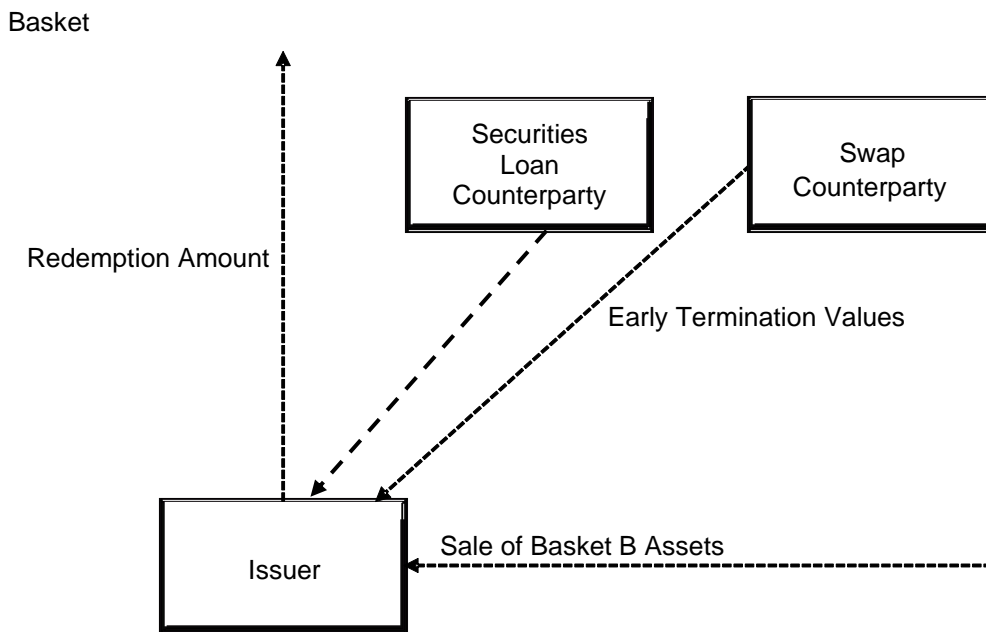 Basket
Securities
Loan
Counterparty
Swap
Counterparty
Redemption Amount
Early Termination Values
Sale of Basket B Assets
Issuer